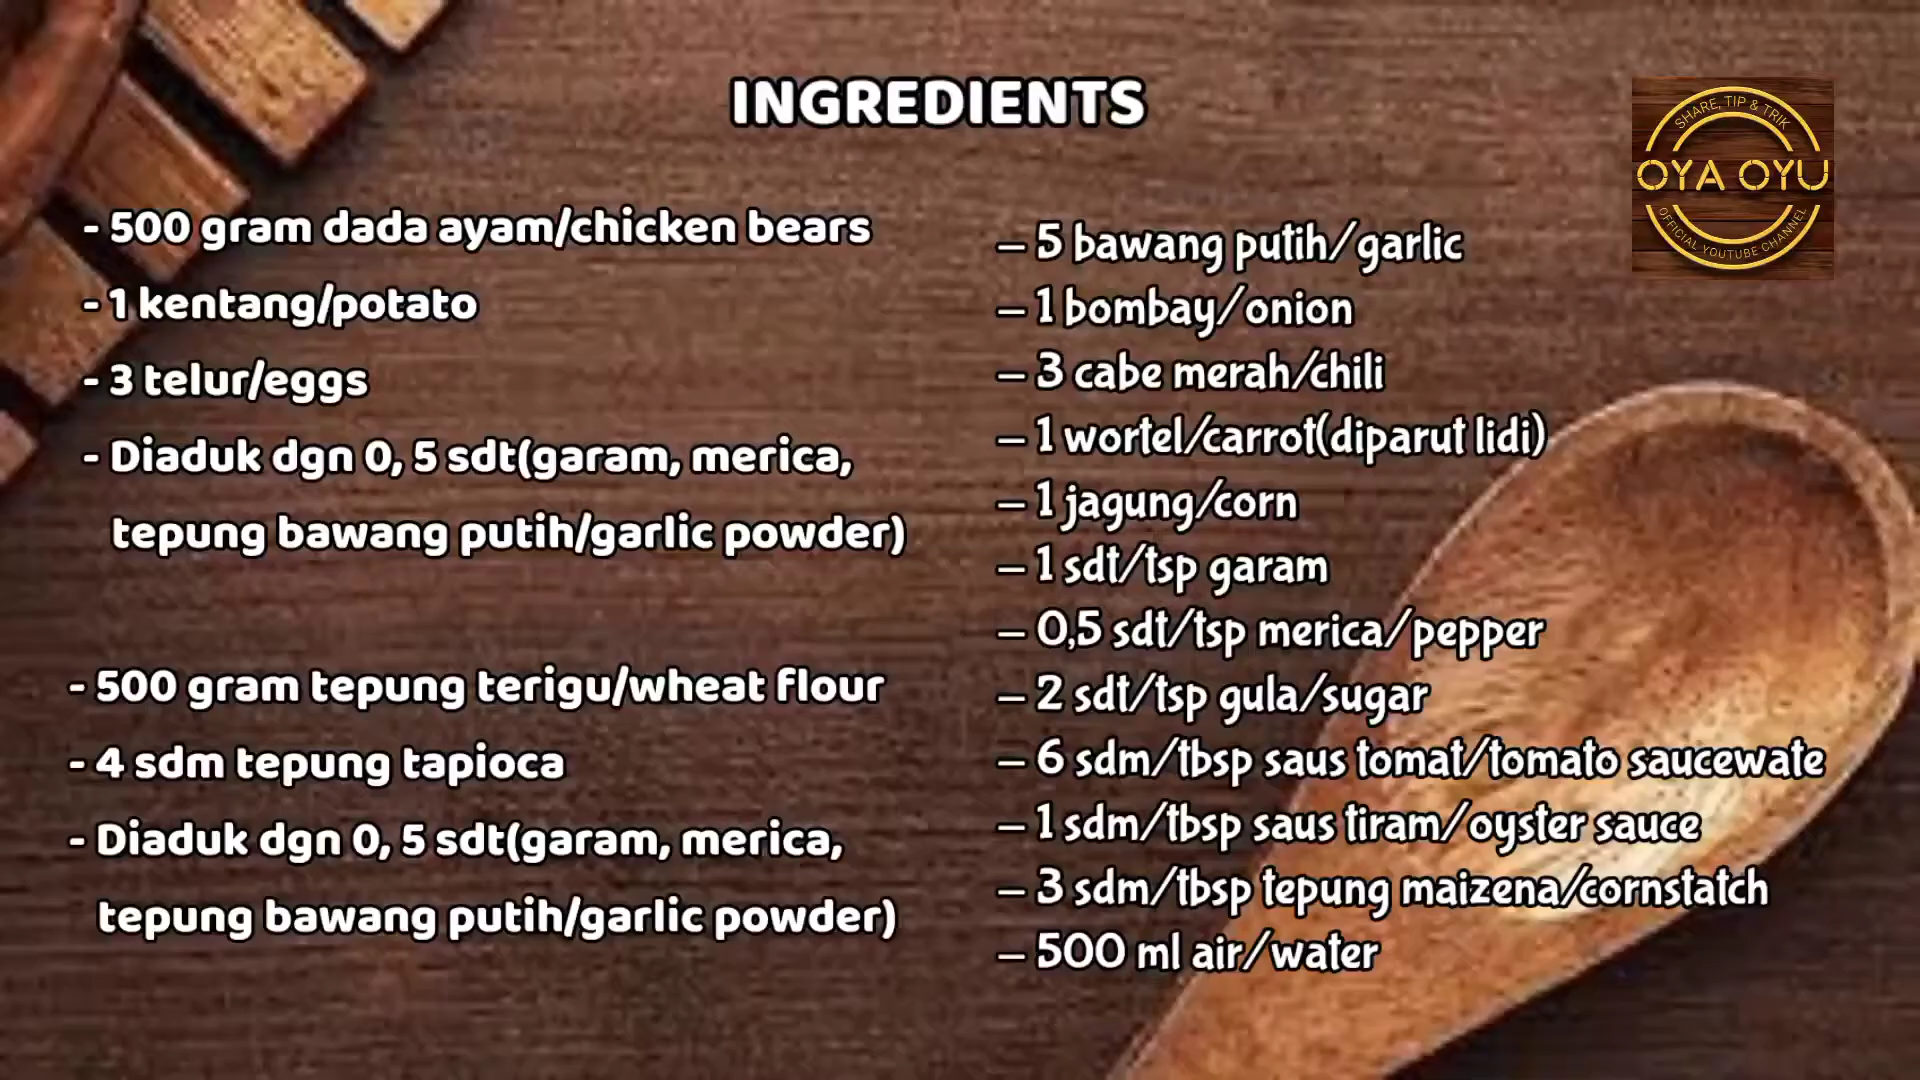 INGREDIENTS
SHARE, TIP & TRIK
OYA OYU
OFFICIAL YOUTUBE CHANNEL
- 500 gram dada ayam/chicken bears
- 1 kentang/potato
- 3 telur/eggs
- Diaduk dgn 0, 5 sdt(garam, merica,
tepung bawang putih/garlic powder)
- 500 gram tepung terigu/wheat flour
- 4 sdm tepung tapioca
- Diaduk dgn 0, 5 sdt(garam, merica,
tepung bawang putih/garlic powder)
– 5 bawang putih/garlic
– 1 bombay/onion
– 3 cabe merah/chili
– 1 wortel/carrot(diparut lidi)
– 1 jagung/corn
– 1 sdt/tsp garam
– 0,5 sdt/tsp merica/pepper
– 2 sdt/tsp gula/sugar
– 6 sdm/tbsp saus tomat/tomato saucewate
– 1 sdm/tbsp saus tiram/oyster sauce
– 3 sdm/tbsp tepung maizena/cornstatch
– 500 ml air/water